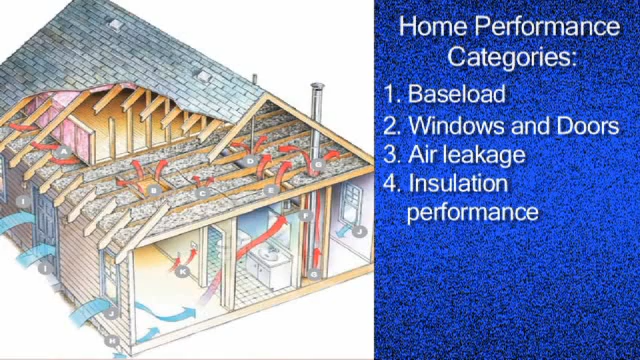 Home Performance
Categories:
1. Baseload
2. Windows and Doors
3. Air leakage
4. Insulation
performance
A
B
C
D
E
F
G
G
I
I
J
J
K
H